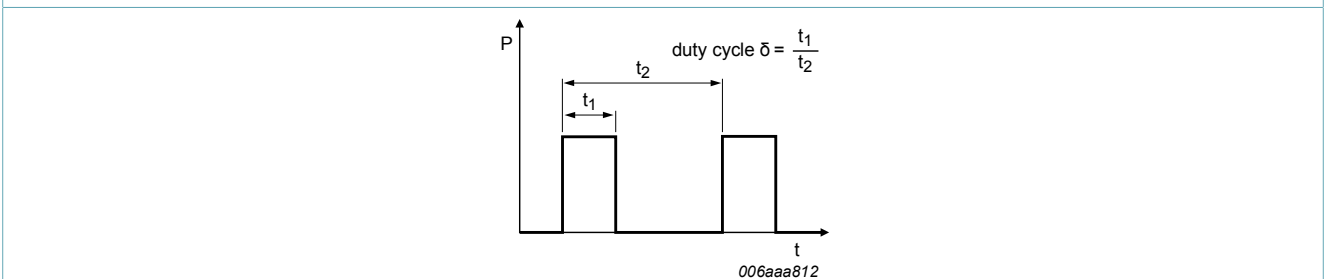 P
duty cycle δ = t1
t2
t2
t1
t
006aaa812